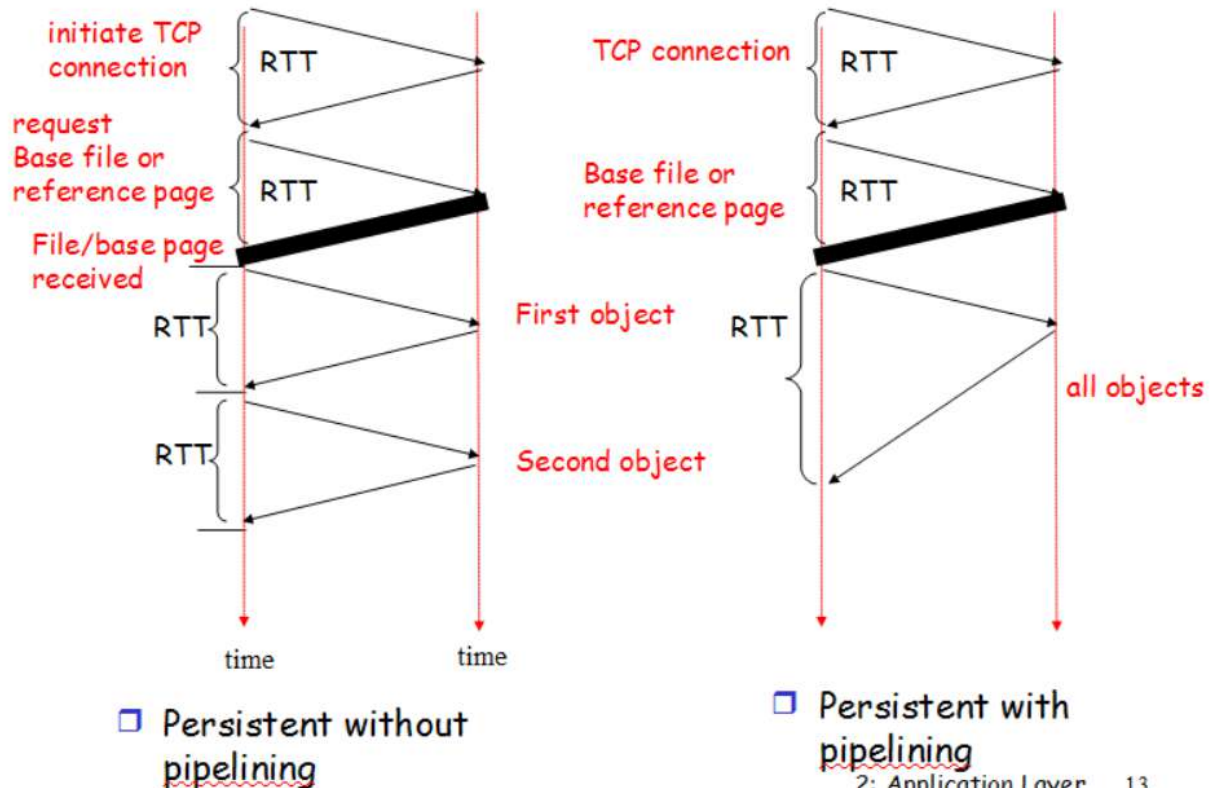 initiate TCP
connection
RTT
request
Base file or
reference page
RTT
File/base page
received
RTT
First object
RTT
Second object
time
time
❒ Persistent without
pipelining
TCP connection
RTT
Base file or
reference page
RTT
RTT
all objects
❒ Persistent with
pipelining
2: Application Layer 13